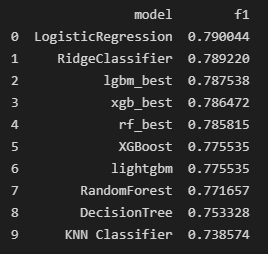 model f1
0 LogisticRegression 0.790044
1 RidgeClassifier 0.789220
2 lgbm_best 0.787538
3 xgb_best 0.786472
4 rf_best 0.785815
5 XGBoost 0.775535
6 lightgbm 0.775535
7 RandomForest 0.771657
8 DecisionTree 0.753328
9 KNN Classifier 0.738574